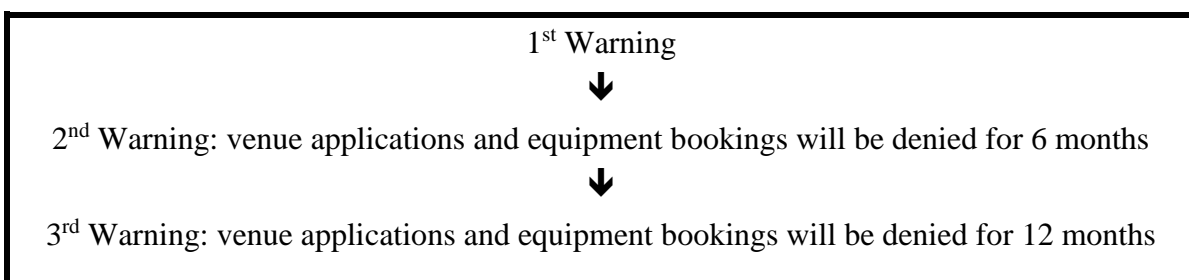 1st Warning
🡻
2nd Warning: venue applications and equipment bookings will be denied for 6 months
🡻
3rd Warning: venue applications and equipment bookings will be denied for 12 months